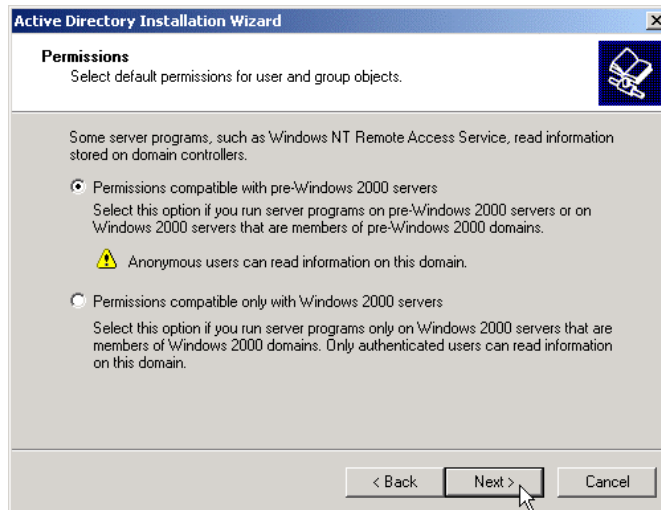 Active Directory Installation Wizard
Permissions
Select default permissions for user and group objects.
Some server programs, such as Windows NT Remote Access Service, read information
stored on domain controllers.
Permissions compatible with pre-Windows 2000 servers
Select this option if you run server programs on pre-Windows 2000 servers or on
Windows 2000 servers that are members of pre-Windows 2000 domains.
Anonymous users can read information on this domain.
Permissions compatible only with Windows 2000 servers
Select this option if you run server programs only on Windows 2000 servers that are
members of Windows 2000 domains. Only authenticated users can read information
on this domain.
< Back Next > Cancel